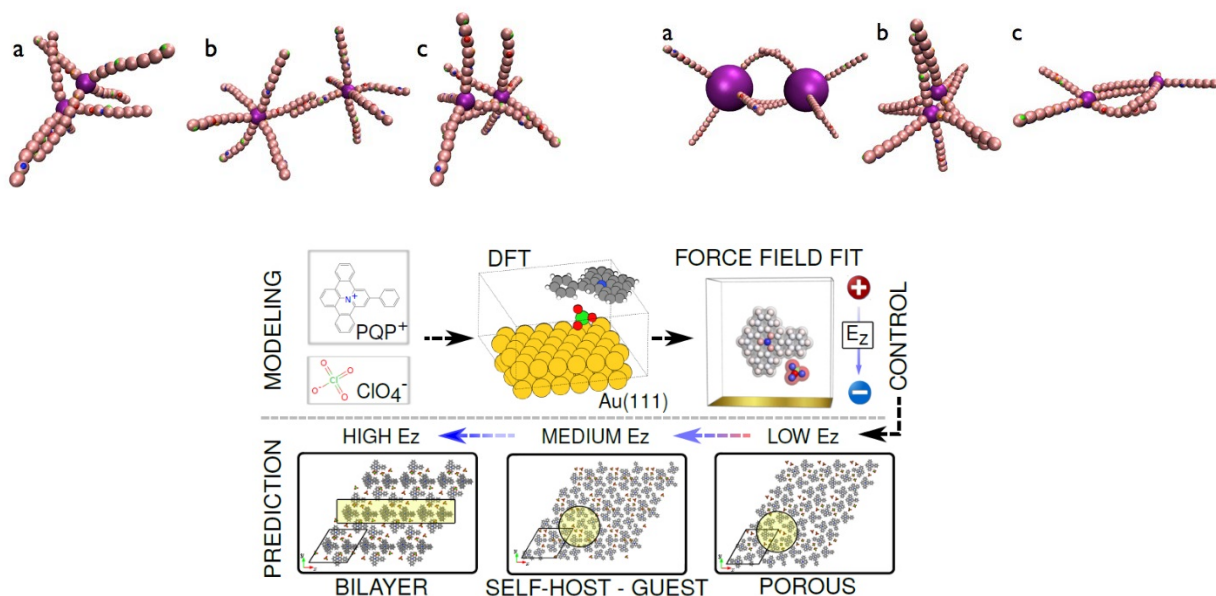 a
b
c
a
b
c
MODELING
N+
PQP+
Cl
O
O
O
O-
ClO4-
DFT
Au(111)
FORCE FIELD FIT
+
Ez
−
CONTROL
PREDICTION
HIGH Ez
MEDIUM Ez
LOW Ez
BILAYER
SELF-HOST - GUEST
POROUS